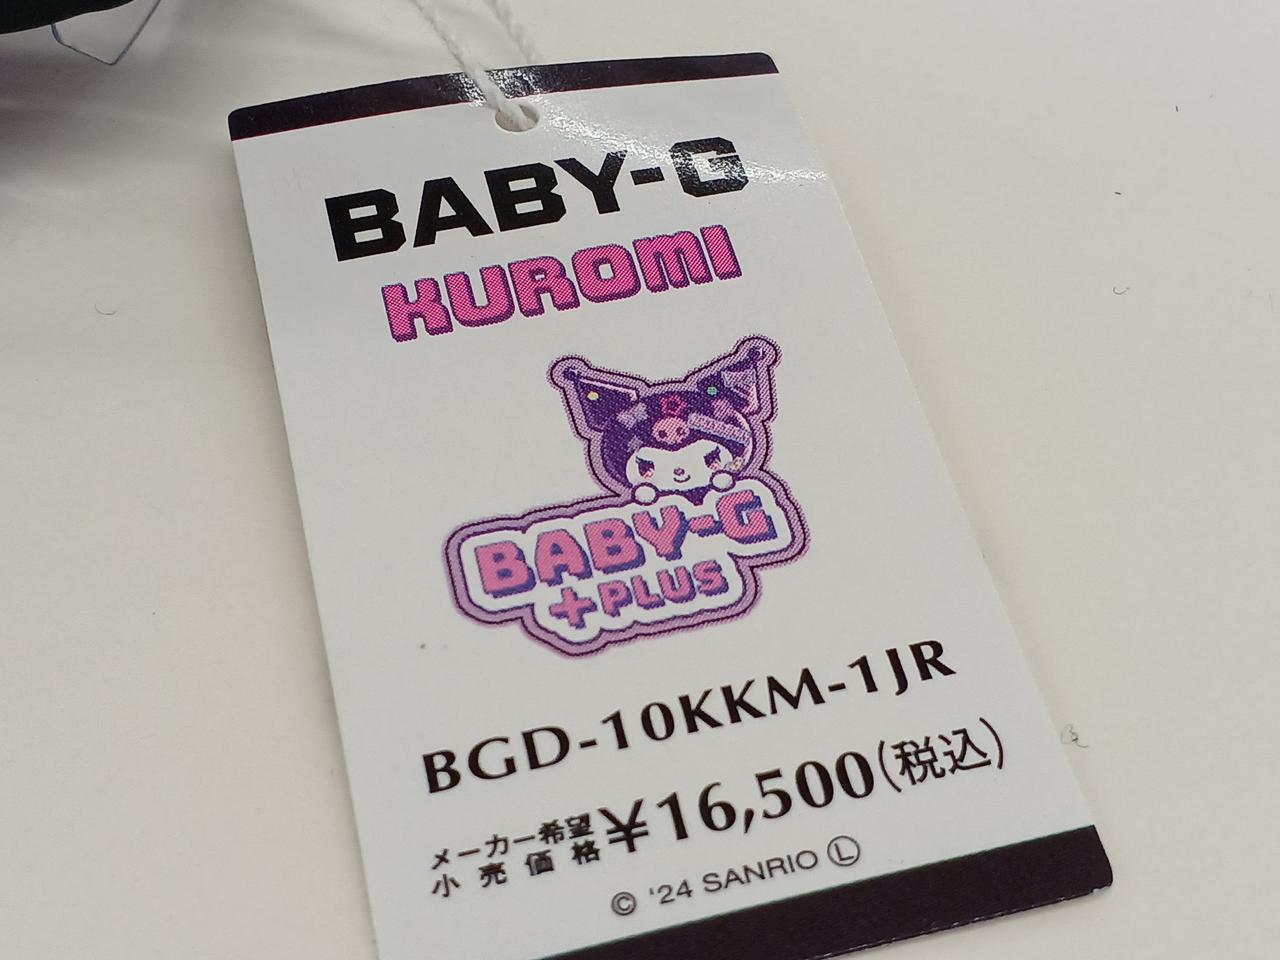 BABY-G
KUROMI
BABY-G
+PLUS
BGD-10KKM-1JR
メーカー希望
小売価格
¥16,500(税込)
© '24 SANRIO Ⓛ